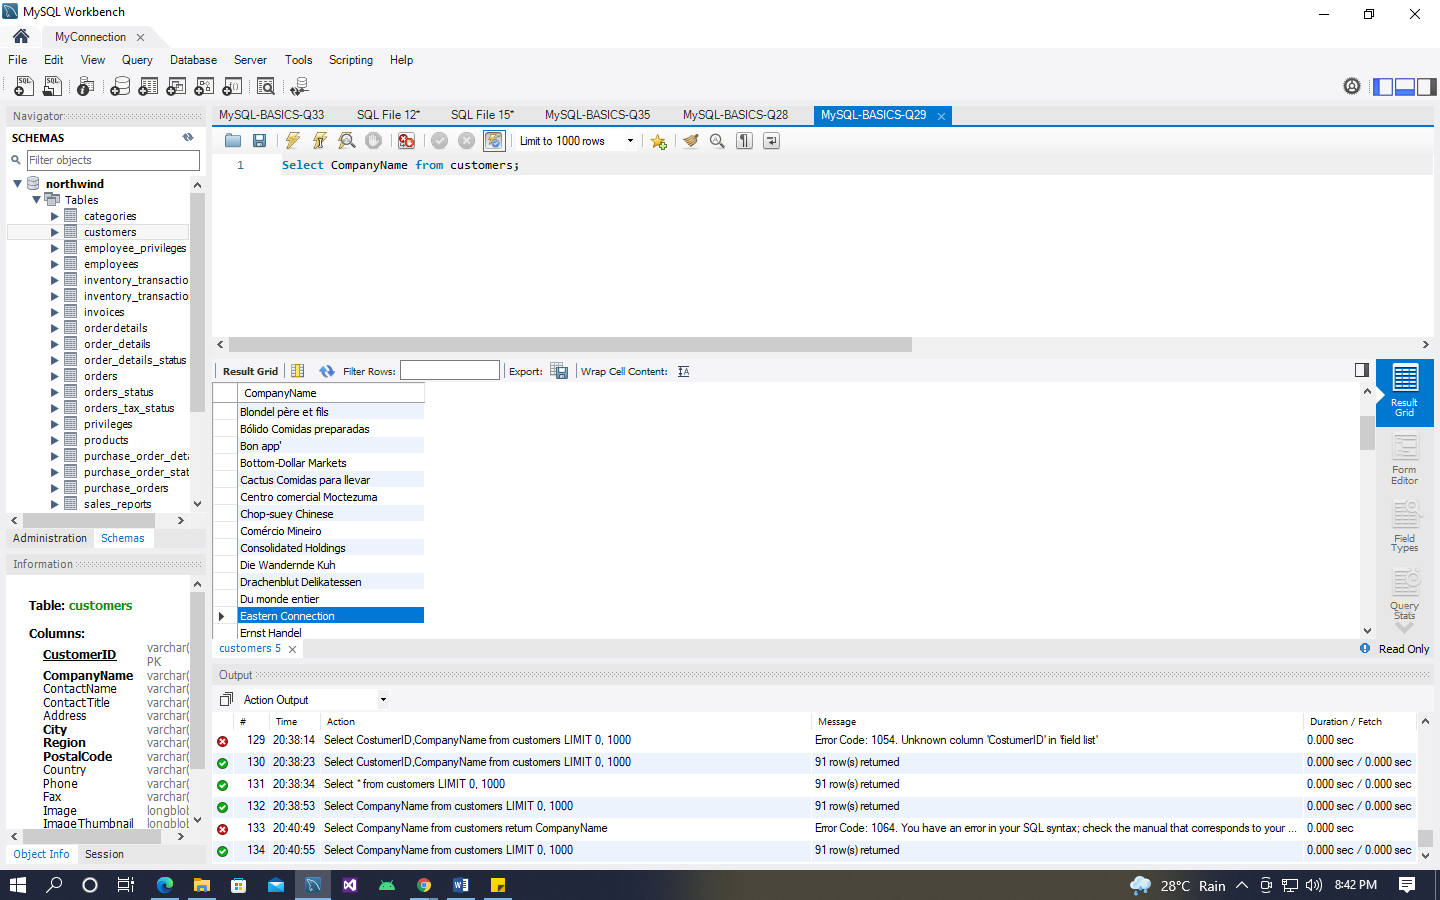 MySQL Workbench
MyConnection
File Edit View Query Database Server Tools Scripting Help
Navigator
SCHEMAS
Filter objects
northwind
Tables
categories
customers
employee_privileges
employees
inventory_transactio
inventory_transactio
invoices
orderdetails
order_details
order_details_status
orders
orders_status
orders_tax_status
privileges
products
purchase_order_deta
purchase_order_stat
purchase_orders
sales_reports
Administration Schemas
Information
Table: customers
Columns:
CustomerID varchar(
PK
CompanyName varchar(
ContactName varchar(
ContactTitle varchar(
Address varchar(
City varchar(
Region varchar(
PostalCode varchar(
Country varchar(
Phone varchar(
Fax varchar(
Image longblob
ImageThumbnail longblob
Object Info Session
MySQL-BASICS-Q33 SQL File 12* SQL File 15* MySQL-BASICS-Q35 MySQL-BASICS-Q28 MySQL-BASICS-Q29
Limit to 1000 rows
1 Select CompanyName from customers;
Result Grid Filter Rows: Export: Wrap Cell Content:
CompanyName
Blondel père et fils
Bólido Comidas preparadas
Bon app'
Bottom-Dollar Markets
Cactus Comidas para llevar
Centro comercial Moctezuma
Chop-suey Chinese
Comércio Mineiro
Consolidated Holdings
Die Wandernde Kuh
Drachenblut Delikatessen
Du monde entier
Eastern Connection
Ernst Handel
Result
Grid
Form
Editor
Field
Types
Query
Stats
customers 5
Read Only
Output
Action Output
# Time Action Message Duration / Fetch
129 20:38:14 Select CostumerID,CompanyName from customers LIMIT 0, 1000 Error Code: 1054. Unknown column 'CostumerID' in 'field list' 0.000 sec
130 20:38:23 Select CustomerID,CompanyName from customers LIMIT 0, 1000 91 row(s) returned 0.000 sec / 0.000 sec
131 20:38:34 Select * from customers LIMIT 0, 1000 91 row(s) returned 0.000 sec / 0.000 sec
132 20:38:53 Select CompanyName from customers LIMIT 0, 1000 91 row(s) returned 0.000 sec / 0.000 sec
133 20:40:49 Select CompanyName from customers return CompanyName Error Code: 1064. You have an error in your SQL syntax; check the manual that corresponds to your ... 0.000 sec
134 20:40:55 Select CompanyName from customers LIMIT 0, 1000 91 row(s) returned 0.000 sec / 0.000 sec
28°C Rain 8:42 PM